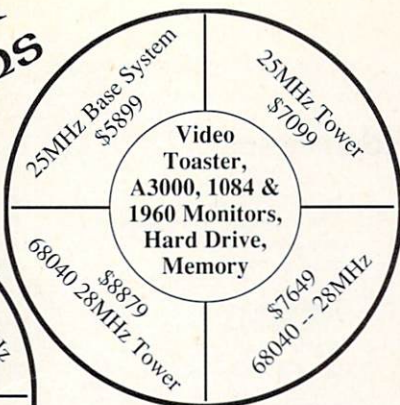 25MHz Base System
$5899
25MHz Tower
$7099
Video
Toaster,
A3000, 1084 &
1960 Monitors,
Hard Drive,
Memory
$8879
68040 28MHz Tower
$7649
68040 -- 28MHz